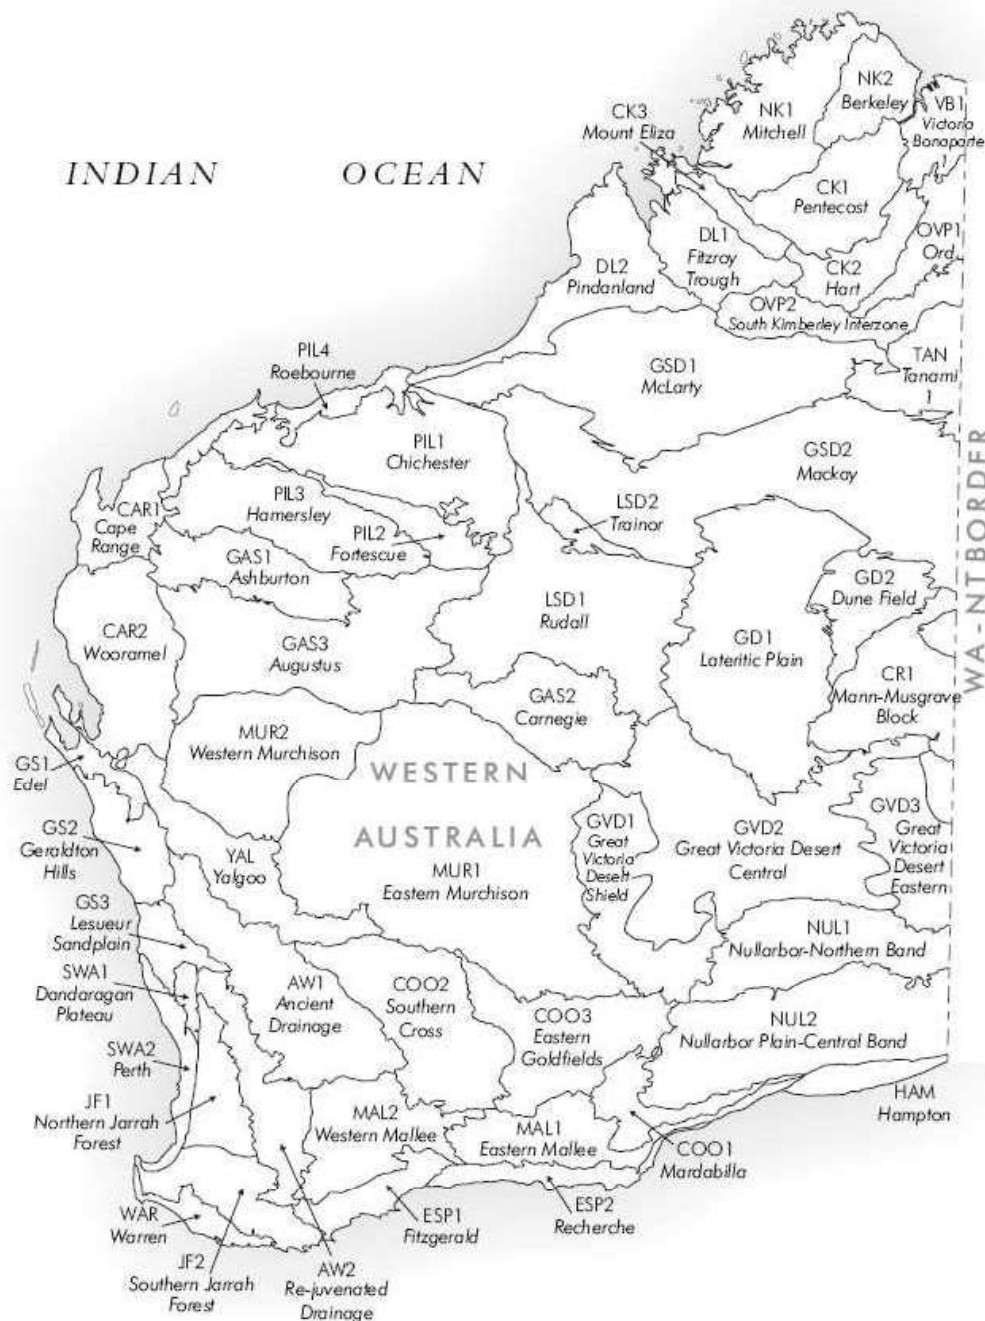 INDIAN OCEAN
NK2
Berkeley
NK1
Mitchell
VB1
Victoria
Bonaparte
1
CK3
Mount Eliza
CK1
Pentecost
DL1
Fitzroy
Trough
OVP1
Ord
CK2
Hart
DL2
Pindanland
OVP2
South Kimberley Interzone
TAN
Tanami
1
PIL4
Roebourne
GSD1
McLarty
PIL1
Chichester
GSD2
Mackay
WA-NTBORDER
PIL3
Hamersley
LSD2
Trainor
CAR1
Cape
Range
PIL2
Fortescue
GAS1
Ashburton
GD2
Dune Field
LSD1
Rudall
CAR2
Wooramel
GAS3
Augustus
GD1
Lateritic Plain
CR1
Mann-Musgrave
Block
GAS2
Carnegie
MUR2
Western Murchison
GS1
Edel
WESTERN
AUSTRALIA
GS2
Geraldton
Hills
YAL
Yalgoo
MUR1
Eastern Murchison
GVD1
Great
Victoria
Desert
Shield
GVD2
Great Victoria Desert
Central
GVD3
Great
Victoria
Desert
Eastern
GS3
Lesueur
Sandplain
NUL1
Nullarbor-Northern Band
SWA1
Dandaragan
Plateau
AW1
Ancient
Drainage
COO2
Southern
Cross
COO3
Eastern
Goldfields
NUL2
Nullarbor Plain-Central Band
SWA2
Perth
JF1
Northern Jarrah
Forest
MAL2
Western Mallee
MAL1
Eastern Mallee
HAM
Hampton
COO1
Mardabilla
WAR
Warren
ESP1
Fitzgerald
ESP2
Recherche
JF2
Southern Jarrah
Forest
AW2
Re-juvenated
Drainage